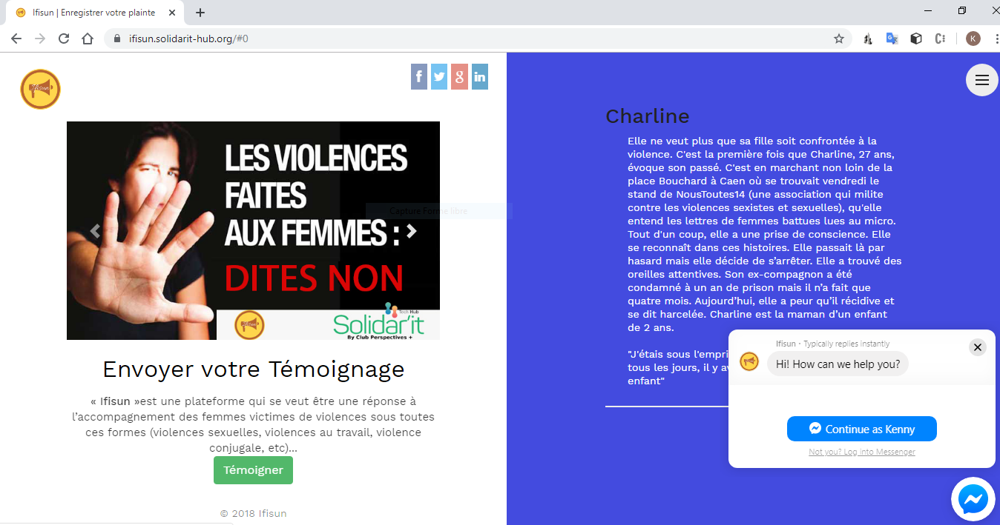 Ifisun | Enregistrer votre plainte
ifisun.solidarit-hub.org/#0
K
Ifisun
f
g
in
LES VIOLENCES
FAITES
AUX FEMMES :
DITES NON
Tech Hub
Solidar'it
By Club Perspectives +
Capture Forme libre
Envoyer votre Témoignage
« Ifisun »est une plateforme qui se veut être une réponse à
l’accompagnement des femmes victimes de violences sous toutes
ces formes (violences sexuelles, violences au travail, violence
conjugale, etc)...
Témoigner
© 2018 Ifisun
Charline
Elle ne veut plus que sa fille soit confrontée à la
violence. C'est la première fois que Charline, 27 ans,
évoque son passé. C'est en marchant non loin de la
place Bouchard à Caen où se trouvait vendredi le
stand de NousToutes14 (une association qui milite
contre les violences sexistes et sexuelles), qu'elle
entend les lettres de femmes battues lues au micro.
Tout d'un coup, elle a une prise de conscience. Elle
se reconnaît dans ces histoires. Elle passait là par
hasard mais elle décide de s’arrêter. Elle a trouvé des
oreilles attentives. Son ex-compagnon a été
condamné à un an de prison mais il n’a fait que
quatre mois. Aujourd’hui, elle a peur qu’il récidive et
se dit harcelée. Charline est la maman d’un enfant
de 2 ans.
"J'étais sous l'empri
tous les jours, il y av
enfant"
Ifisun • Typically replies instantly
Hi! How can we help you?
Continue as Kenny
Not you? Log into Messenger